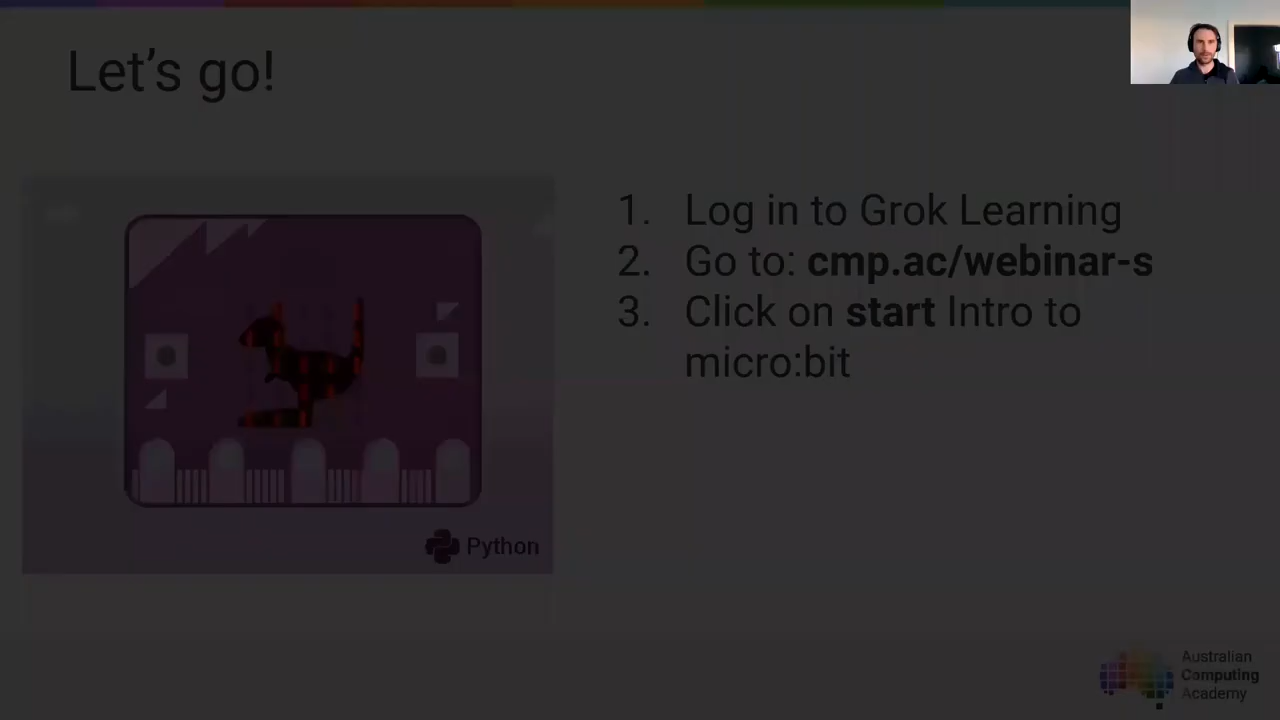 Let's go!
1. Log in to Grok Learning
2. Go to: cmp.ac/webinar-s
3. Click on start Intro to
micro:bit
Python
Australian
Computing
Academy